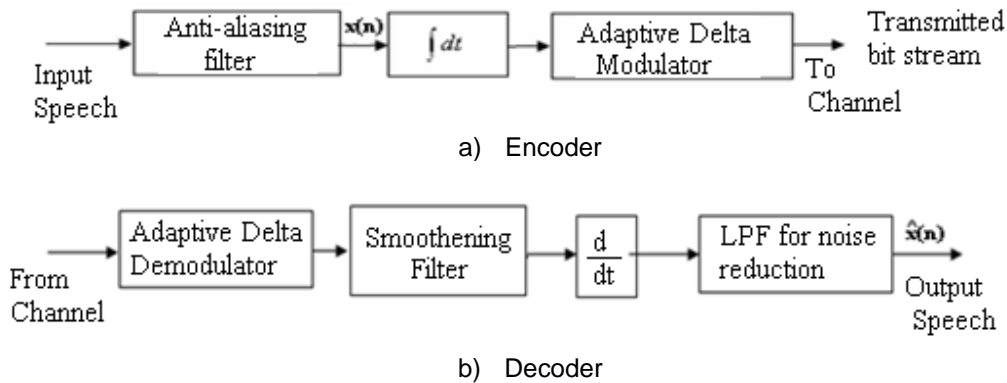 Input
Speech
Anti-aliasing
filter
x(n)
∫ dt
Adaptive Delta
Modulator
To
Channel
Transmitted
bit stream
a) Encoder
From
Channel
Adaptive Delta
Demodulator
Smoothening
Filter
d
dt
LPF for noise
reduction
x̂(n)
Output
Speech
b) Decoder